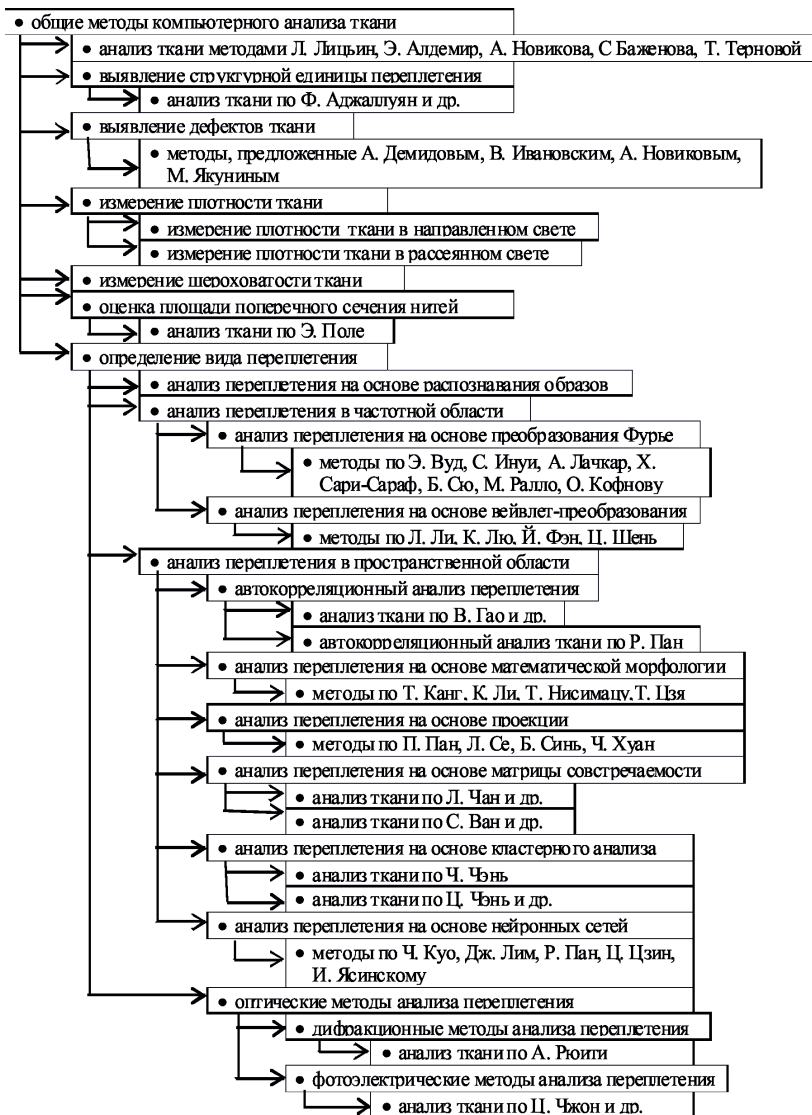 • общие методы компьютерного анализа ткани
• анализ ткани методами Л. Лицьин, Э. Алдемир, А. Новикова, С Баженова, Т. Терновой
• выявление структурной единицы переплетения
• анализ ткани по Ф. Аджаллуян и др.
• выявление дефектов ткани
• методы, предложенные А. Демидовым, В. Ивановским, А. Новиковым,
М. Якуниным
• измерение плотности ткани
• измерение плотности ткани в направленном свете
• измерение плотности ткани в рассеянном свете
• измерение шероховатости ткани
• оценка площади поперечного сечения нитей
• анализ ткани по Э. Поле
• определение вида переплетения
• анализ переплетения на основе распознавания образов
• анализ переплетения в частотной области
• анализ переплетения на основе преобразования Фурье
• методы по Э. Вуд, С. Инуи, А. Лачкар, Х.
Сари-Сараф, Б. Сю, М. Ралло, О. Кофнову
• анализ переплетения на основе вейвлет-преобразования
• методы по Л. Ли, К. Лю, Й. Фэн, Ц. Шень
• анализ переплетения в пространственной области
• автокорреляционный анализ переплетения
• анализ ткани по В. Гао и др.
• автокорреляционный анализ ткани по Р. Пан
• анализ переплетения на основе математической морфологии
• методы по Т. Канг, К. Ли, Т. Нисимацу, Т. Цзя
• анализ переплетения на основе проекции
• методы по П. Пан, Л. Се, Б. Синь, Ч. Хуан
• анализ переплетения на основе матрицы совстречаемости
• анализ ткани по Л. Чан и др.
• анализ ткани по С. Ван и др.
• анализ переплетения на основе кластерного анализа
• анализ ткани по Ч. Чэнь
• анализ ткани по Ц. Чэнь и др.
• анализ переплетения на основе нейронных сетей
• методы по Ч. Куо, Дж. Лим, Р. Пан, Ц. Цзин,
И. Ясинскому
• оптические методы анализа переплетения
• дифракционные методы анализа переплетения
• анализ ткани по А. Рюити
• фотоэлектрические методы анализа переплетения
• анализ ткани по Ц. Чжон и др.